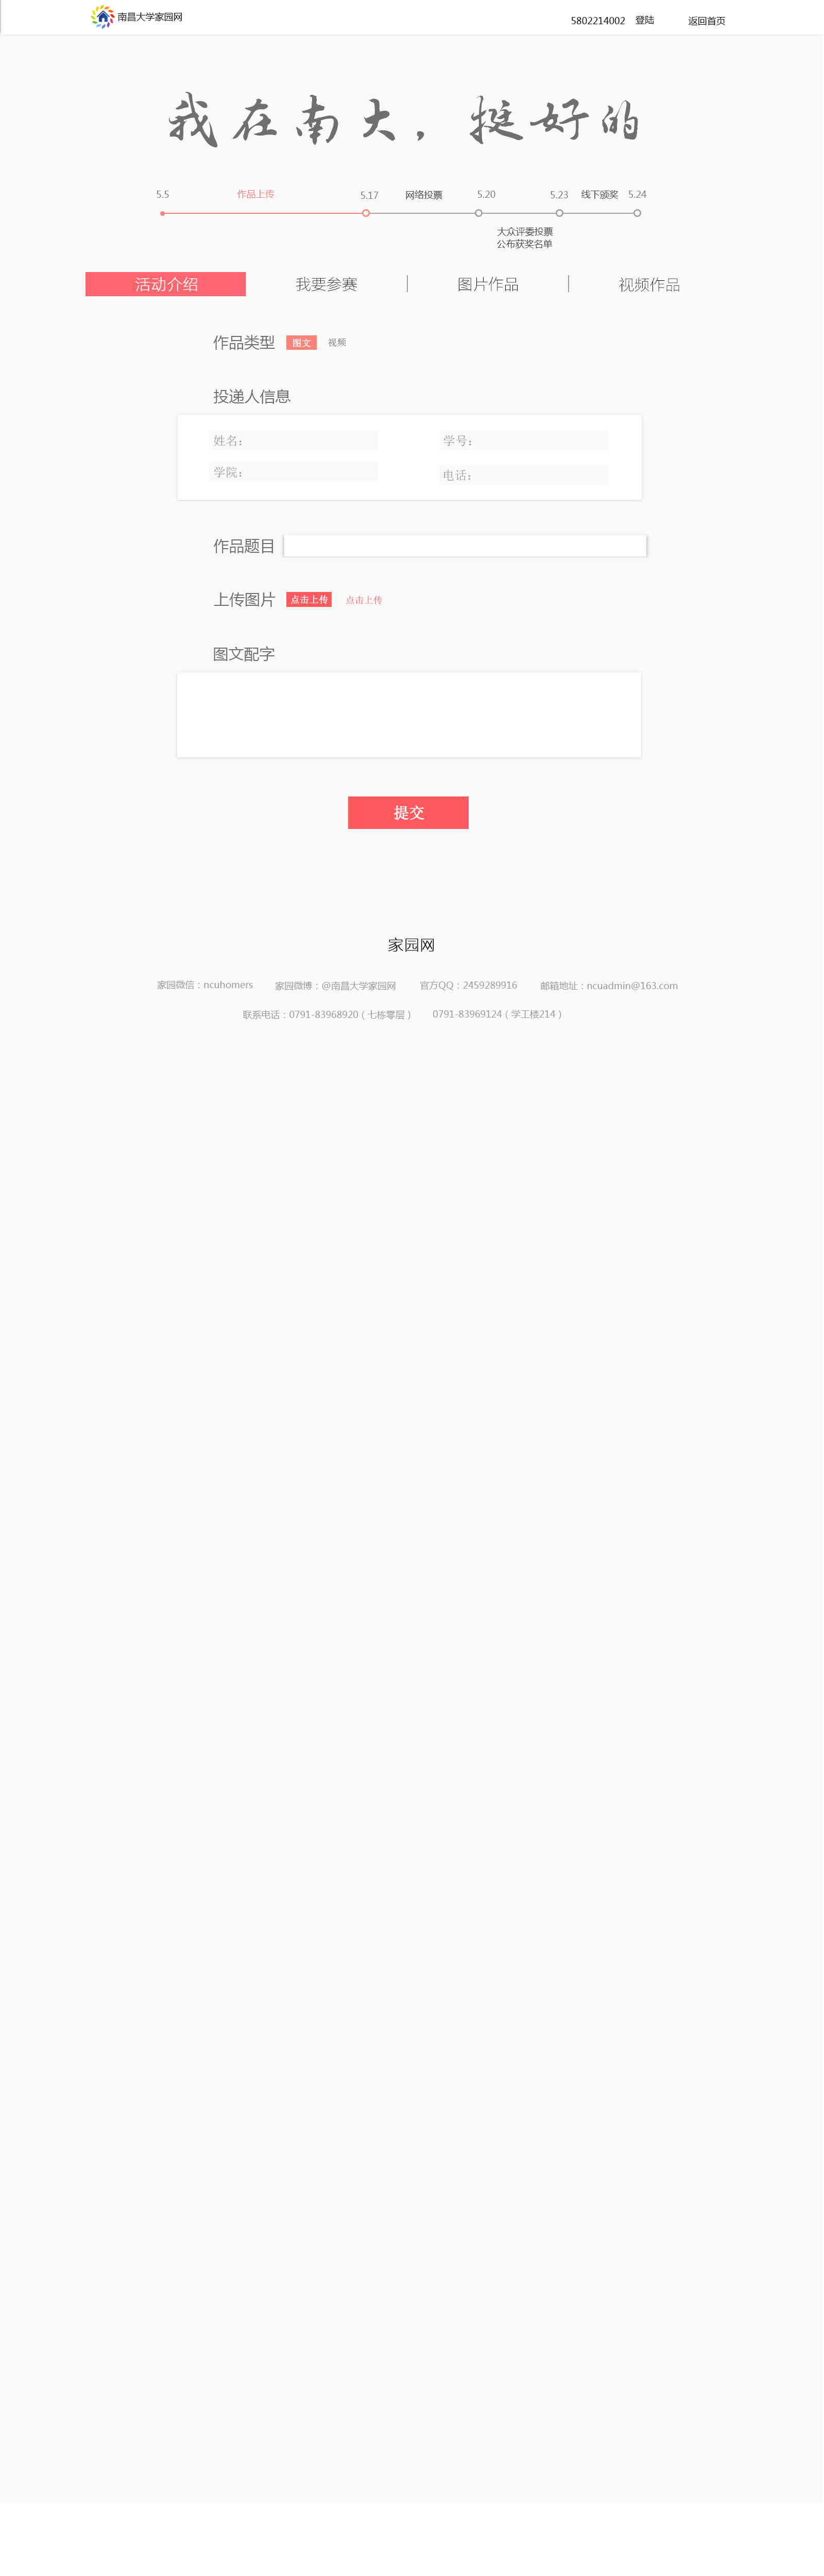 南昌大学家园网 5802214002 登陆 返回首页
我在南大，挺好的
5.5 作品上传 5.17 网络投票 5.20 5.23 线下颁奖 5.24
大众评委投票
公布获奖名单
活动介绍 我要参赛 图片作品 视频作品
作品类型 图文 视频
投递人信息
姓名： 学号：
学院： 电话：
作品题目
上传图片 点击上传 点击上传
图文配字
提交
家园网
家园微信：ncuhomers 家园微博：@南昌大学家园网 官方QQ：2459289916 邮箱地址：ncuadmin@163.com
联系电话：0791-83968920（七栋零层） 0791-83969124（学工楼214）